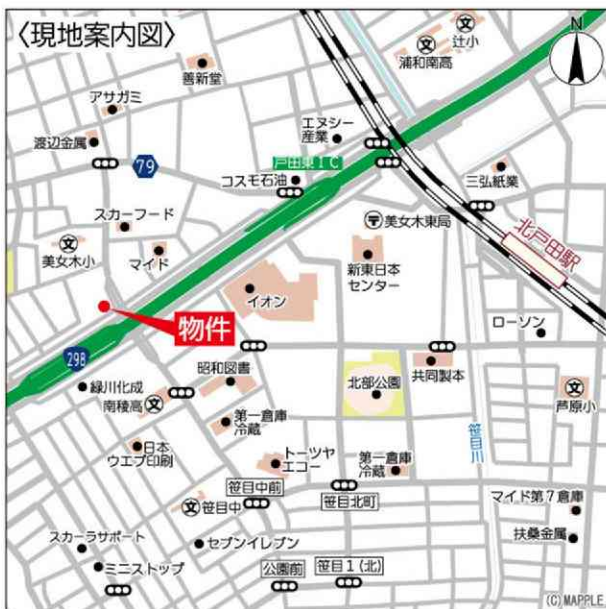 〈現地案内図〉
N
辻小
浦和南高
善新堂
アサガミ
エヌシー
産業
渡辺金属
79
戸田東IC
コスモ石油
三弘紙業
スカーフード
美女木東局
北戸田駅
美女木小
マイド
新東日本
センター
イオン
物件
ローソン
298
昭和図書
共同製本
緑川化成
南稜高
北部公園
芦原小
第一倉庫
冷蔵
笹目川
日本
ウエブ印刷
トーツヤ
エコー
第一倉庫
冷蔵
笹目中前
笹目北町
笹目中
マイド第7倉庫
スカーラサポート
セブンイレブン
扶桑金属
ミニストップ
公園前
笹目1(北)
(C)MAPPLE